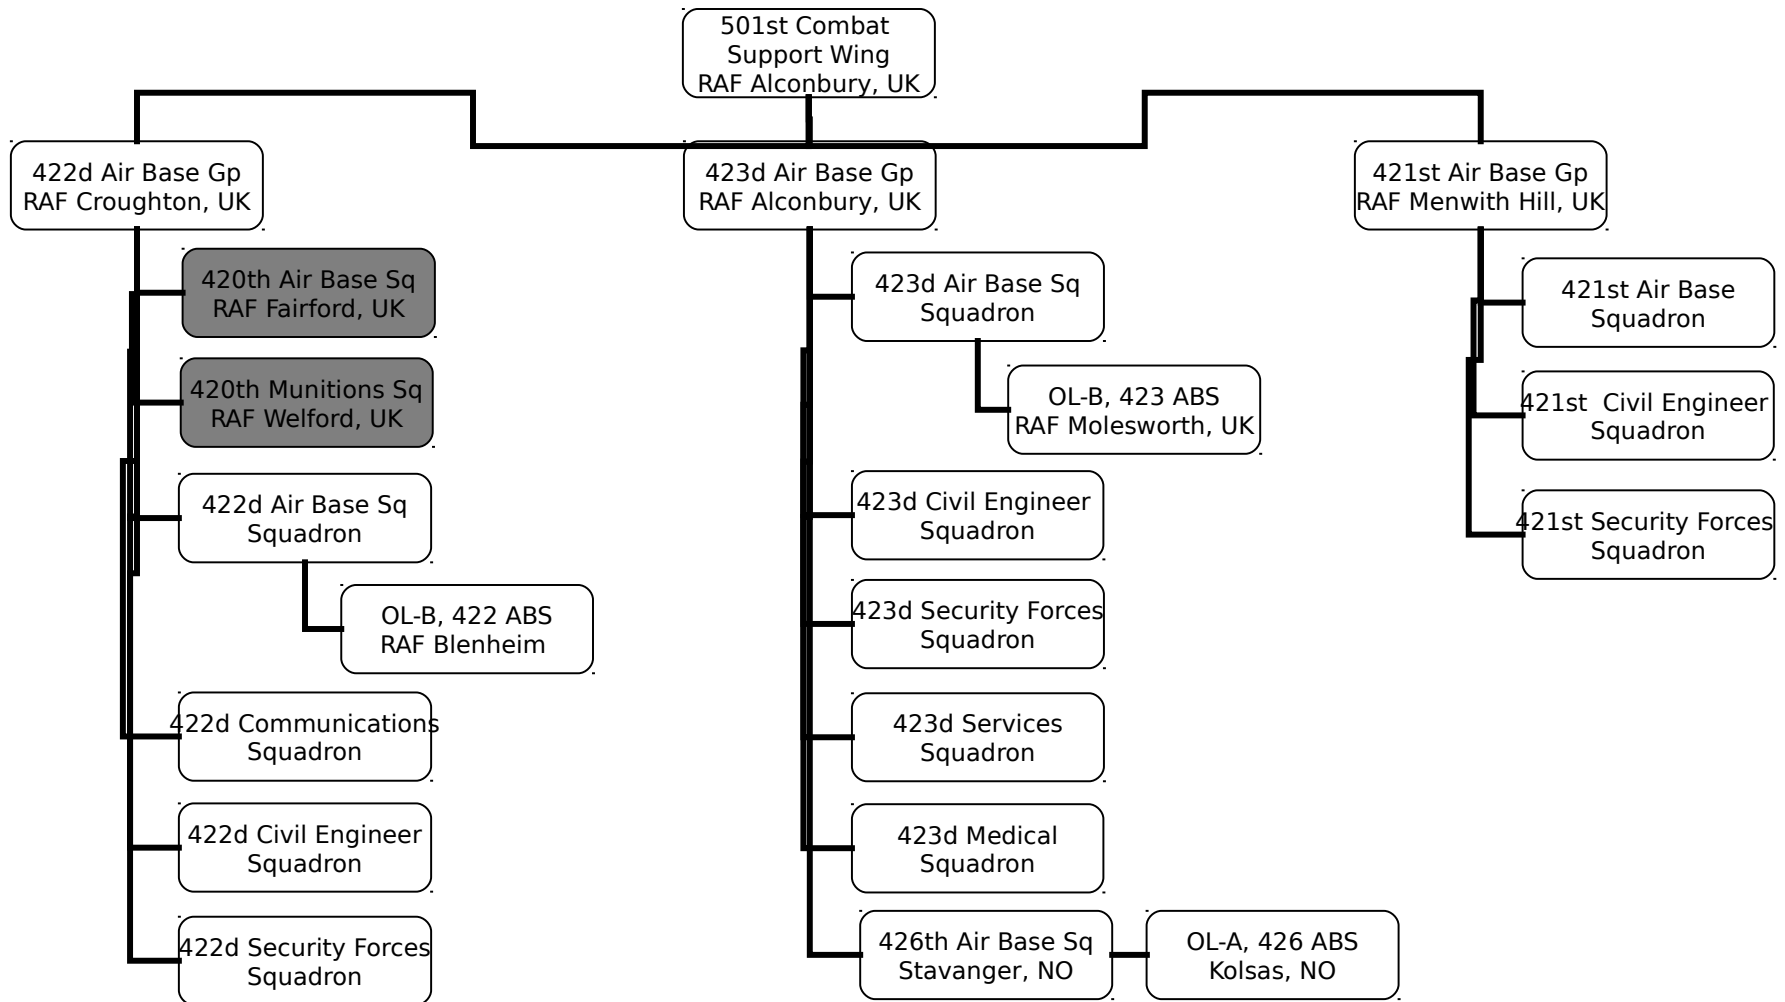 501st Combat
Support Wing
RAF Alconbury, UK
422d Air Base Gp
RAF Croughton, UK
423d Air Base Gp
RAF Alconbury, UK
421st Air Base Gp
RAF Menwith Hill, UK
420th Air Base Sq
RAF Fairford, UK
420th Munitions Sq
RAF Welford, UK
422d Air Base Sq
Squadron
OL-B, 422 ABS
RAF Blenheim
422d Communications
Squadron
422d Civil Engineer
Squadron
422d Security Forces
Squadron
423d Air Base Sq
Squadron
OL-B, 423 ABS
RAF Molesworth, UK
423d Civil Engineer
Squadron
423d Security Forces
Squadron
423d Services
Squadron
423d Medical
Squadron
426th Air Base Sq
Stavanger, NO
OL-A, 426 ABS
Kolsas, NO
421st Air Base
Squadron
421st  Civil Engineer
Squadron
421st Security Forces
Squadron